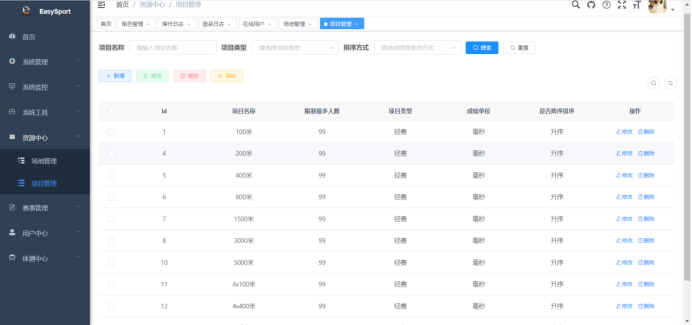 EasySport
首页 / 资源中心 / 项目管理
首页 角色管理 × 操作日志 × 登录日志 × 在线用户 × 场地管理 × 项目管理 ×
首页
系统管理
系统监控
系统工具
资源中心
场地管理
项目管理
赛事管理
用户中心
体测中心
项目名称 请输入项目名称 项目类型 请选择项目类型 排序方式 请选择成绩排序方式 搜索 重置
+ 新增 修改 删除 导出
id 项目名称 限制最多人数 项目类型 成绩单位 是否顺序排序 操作
1 100米 99 径赛 毫秒 升序 修改 删除
4 200米 99 径赛 毫秒 升序 修改 删除
5 400米 99 径赛 毫秒 升序 修改 删除
6 800米 99 径赛 毫秒 升序 修改 删除
7 1500米 99 径赛 毫秒 升序 修改 删除
8 3000米 99 径赛 毫秒 升序 修改 删除
10 5000米 99 径赛 毫秒 升序 修改 删除
11 4x100米 99 径赛 毫秒 升序 修改 删除
12 4x400米 99 径赛 毫秒 升序 修改 删除